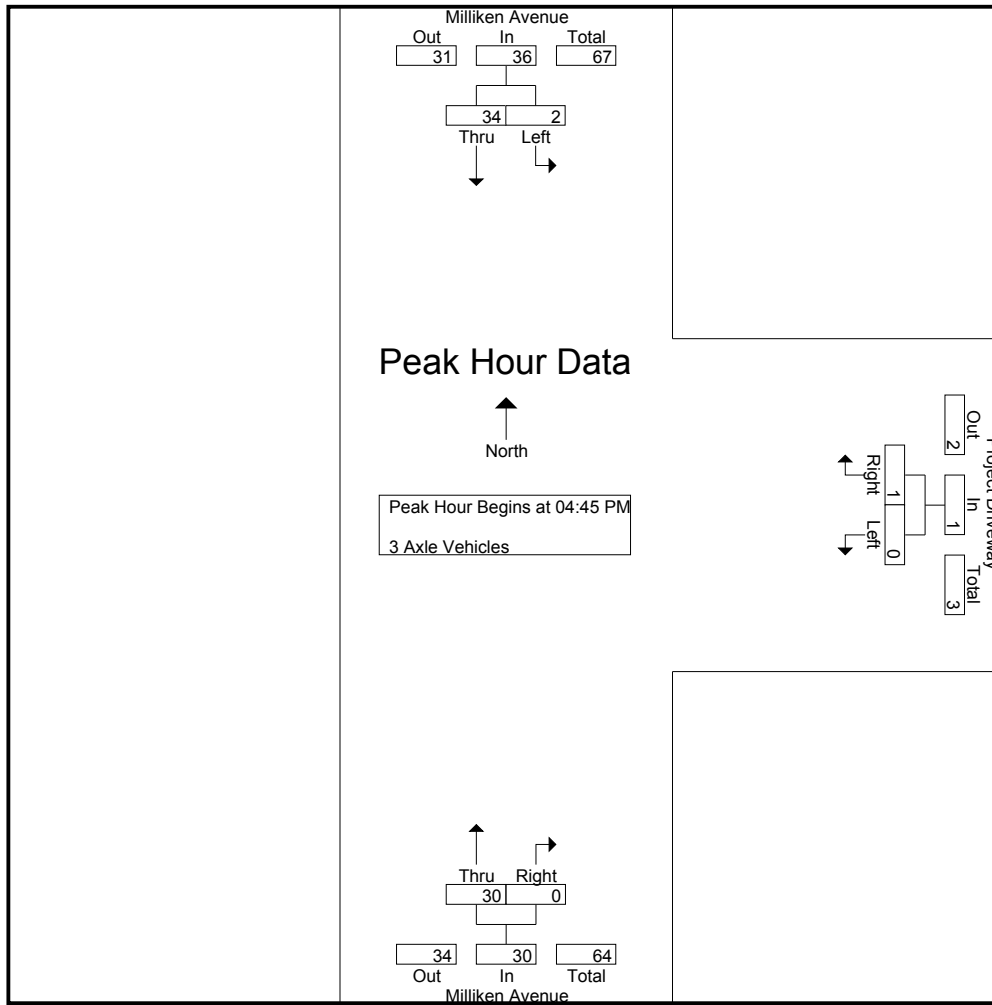 Milliken Avenue
Out In Total
31 36 67
34 2
Thru Left
Peak Hour Data
North
Peak Hour Begins at 04:45 PM
3 Axle Vehicles
Project Driveway
Out In Total
2 1 3
1 0
Right Left
Thru Right
30 0
34 30 64
Out In Total
Milliken Avenue